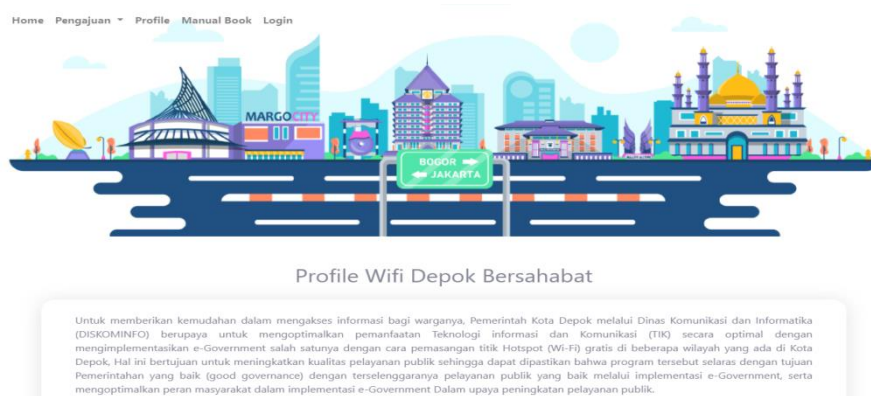 Home Pengajuan Profile Manual Book Login
MARGO CITY
BOGOR
JAKARTA
Profile Wifi Depok Bersahabat
Untuk memberikan kemudahan dalam mengakses informasi bagi warganya, Pemerintah Kota Depok melalui Dinas Komunikasi dan Informatika
(DISKOMINFO) berupaya untuk mengoptimalkan pemanfaatan Teknologi informasi dan Komunikasi (TIK) secara optimal dengan
mengimplementasikan e-Government salah satunya dengan cara pemasangan titik Hotspot (Wi-Fi) gratis di beberapa wilayah yang ada di Kota
Depok, Hal ini bertujuan untuk meningkatkan kualitas pelayanan publik sehingga dapat dipastikan bahwa program tersebut selaras dengan tujuan
Pemerintahan yang baik (good governance) dengan terselenggaranya pelayanan publik yang baik melalui implementasi e-Government, serta
mengoptimalkan peran masyarakat dalam implementasi e-Government Dalam upaya peningkatan pelayanan publik.